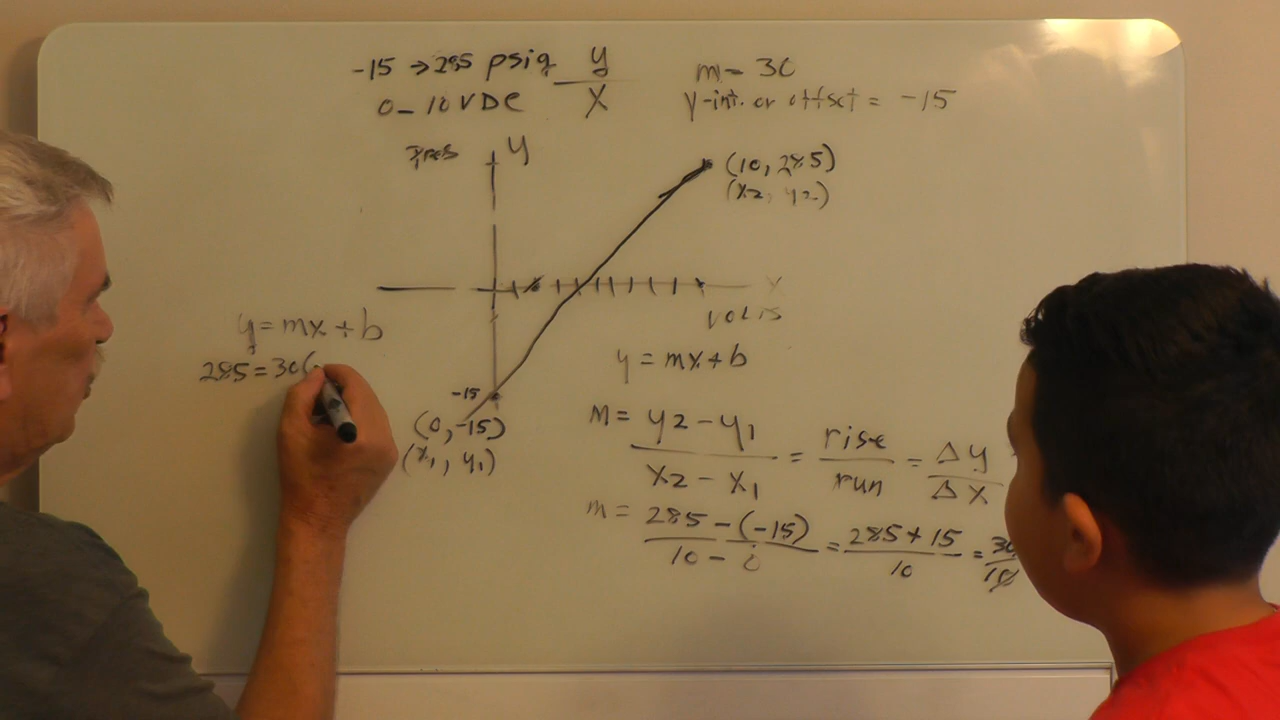 -15 → 285 psig y
0-10 VDC X
m = 30
y-int. or offset = -15
y
(10, 285)
(x2, y2)
X
VOLTS
-15
(0, -15)
(x1, y1)
y = mx + b
285 = 30(
y = mx + b
M = y2 - y1 / x2 - x1 = rise / run = Δy / Δx
m = 285 - (-15) / 10 - 0 = 285 + 15 / 10 = 30 / 10